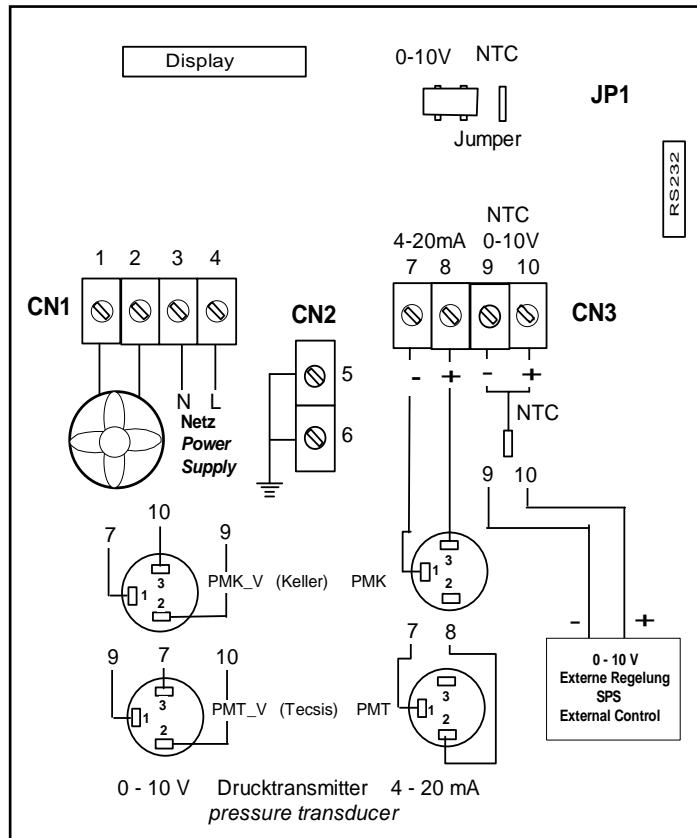 Display
0-10V NTC
JP1
Jumper
RS232
NTC
4-20mA 0-10V
1 2 3 4
7 8 9 10
CN1
CN2
CN3
5
6
- + - +
N L
Netz
Power
Supply
NTC
9 10
7 10 9
3
1
2
PMK_V (Keller) PMK
3
1
2
- +
9 7 10
3
1
2
PMT_V (Tecsis) PMT
7 8
3
1
2
0 - 10 V
Externe Regelung
SPS
External Control
0 - 10 V Drucktransmitter 4 - 20 mA
pressure transducer